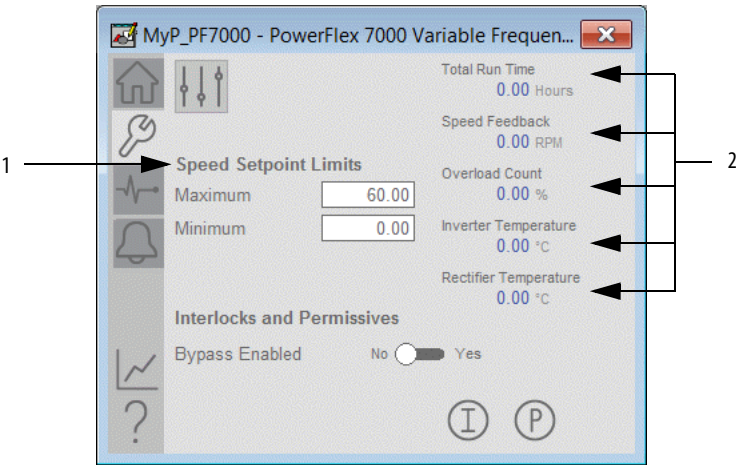 MyP_PF7000 - PowerFlex 7000 Variable Frequen...
Total Run Time
0.00 Hours
Speed Feedback
0.00 RPM
1
Speed Setpoint Limits
2
Overload Count
0.00 %
Maximum 60.00
Minimum 0.00
Inverter Temperature
0.00 °C
Rectifier Temperature
0.00 °C
Interlocks and Permissives
Bypass Enabled No Yes
?
I P